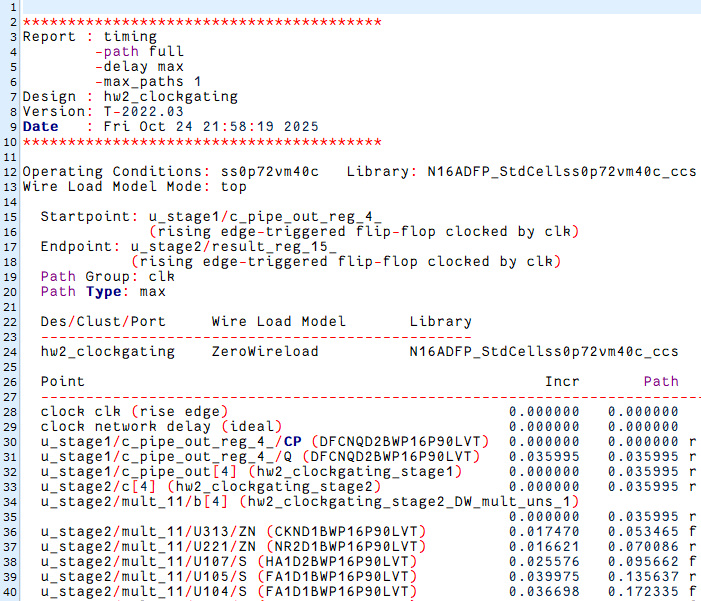 1
2 ****************************************
3 Report : timing
4         -path full
5         -delay max
6         -max_paths 1
7 Design : hw2_clockgating
8 Version: T-2022.03
9 Date   : Fri Oct 24 21:58:19 2025
10 ****************************************
11
12 Operating Conditions: ss0p72vm40c   Library: N16ADFP_StdCellss0p72vm40c_ccs
13 Wire Load Model Mode: top
14
15   Startpoint: u_stage1/c_pipe_out_reg_4_
16               (rising edge-triggered flip-flop clocked by clk)
17   Endpoint: u_stage2/result_reg_15_
18             (rising edge-triggered flip-flop clocked by clk)
19   Path Group: clk
20   Path Type: max
21
22   Des/Clust/Port     Wire Load Model       Library
23   ------------------------------------------------
24   hw2_clockgating    ZeroWireload          N16ADFP_StdCellss0p72vm40c_ccs
25
26   Point                                                   Incr       Path
27   --------------------------------------------------------------------------
28   clock clk (rise edge)                               0.000000   0.000000
29   clock network delay (ideal)                         0.000000   0.000000
30   u_stage1/c_pipe_out_reg_4_/CP (DFCNQD2BWP16P90LVT)  0.000000   0.000000 r
31   u_stage1/c_pipe_out_reg_4_/Q (DFCNQD2BWP16P90LVT)   0.035995   0.035995 r
32   u_stage1/c_pipe_out[4] (hw2_clockgating_stage1)     0.000000   0.035995 r
33   u_stage2/c[4] (hw2_clockgating_stage2)              0.000000   0.035995 r
34   u_stage2/mult_11/b[4] (hw2_clockgating_stage2_DW_mult_uns_1)
35                                                       0.000000   0.035995 r
36   u_stage2/mult_11/U313/ZN (CKND1BWP16P90LVT)         0.017470   0.053465 f
37   u_stage2/mult_11/U221/ZN (NR2D1BWP16P90LVT)         0.016621   0.070086 r
38   u_stage2/mult_11/U107/S (HA1D2BWP16P90LVT)          0.025576   0.095662 f
39   u_stage2/mult_11/U105/S (FA1D1BWP16P90LVT)          0.039975   0.135637 r
40   u_stage2/mult_11/U104/S (FA1D1BWP16P90LVT)          0.036698   0.172335 f